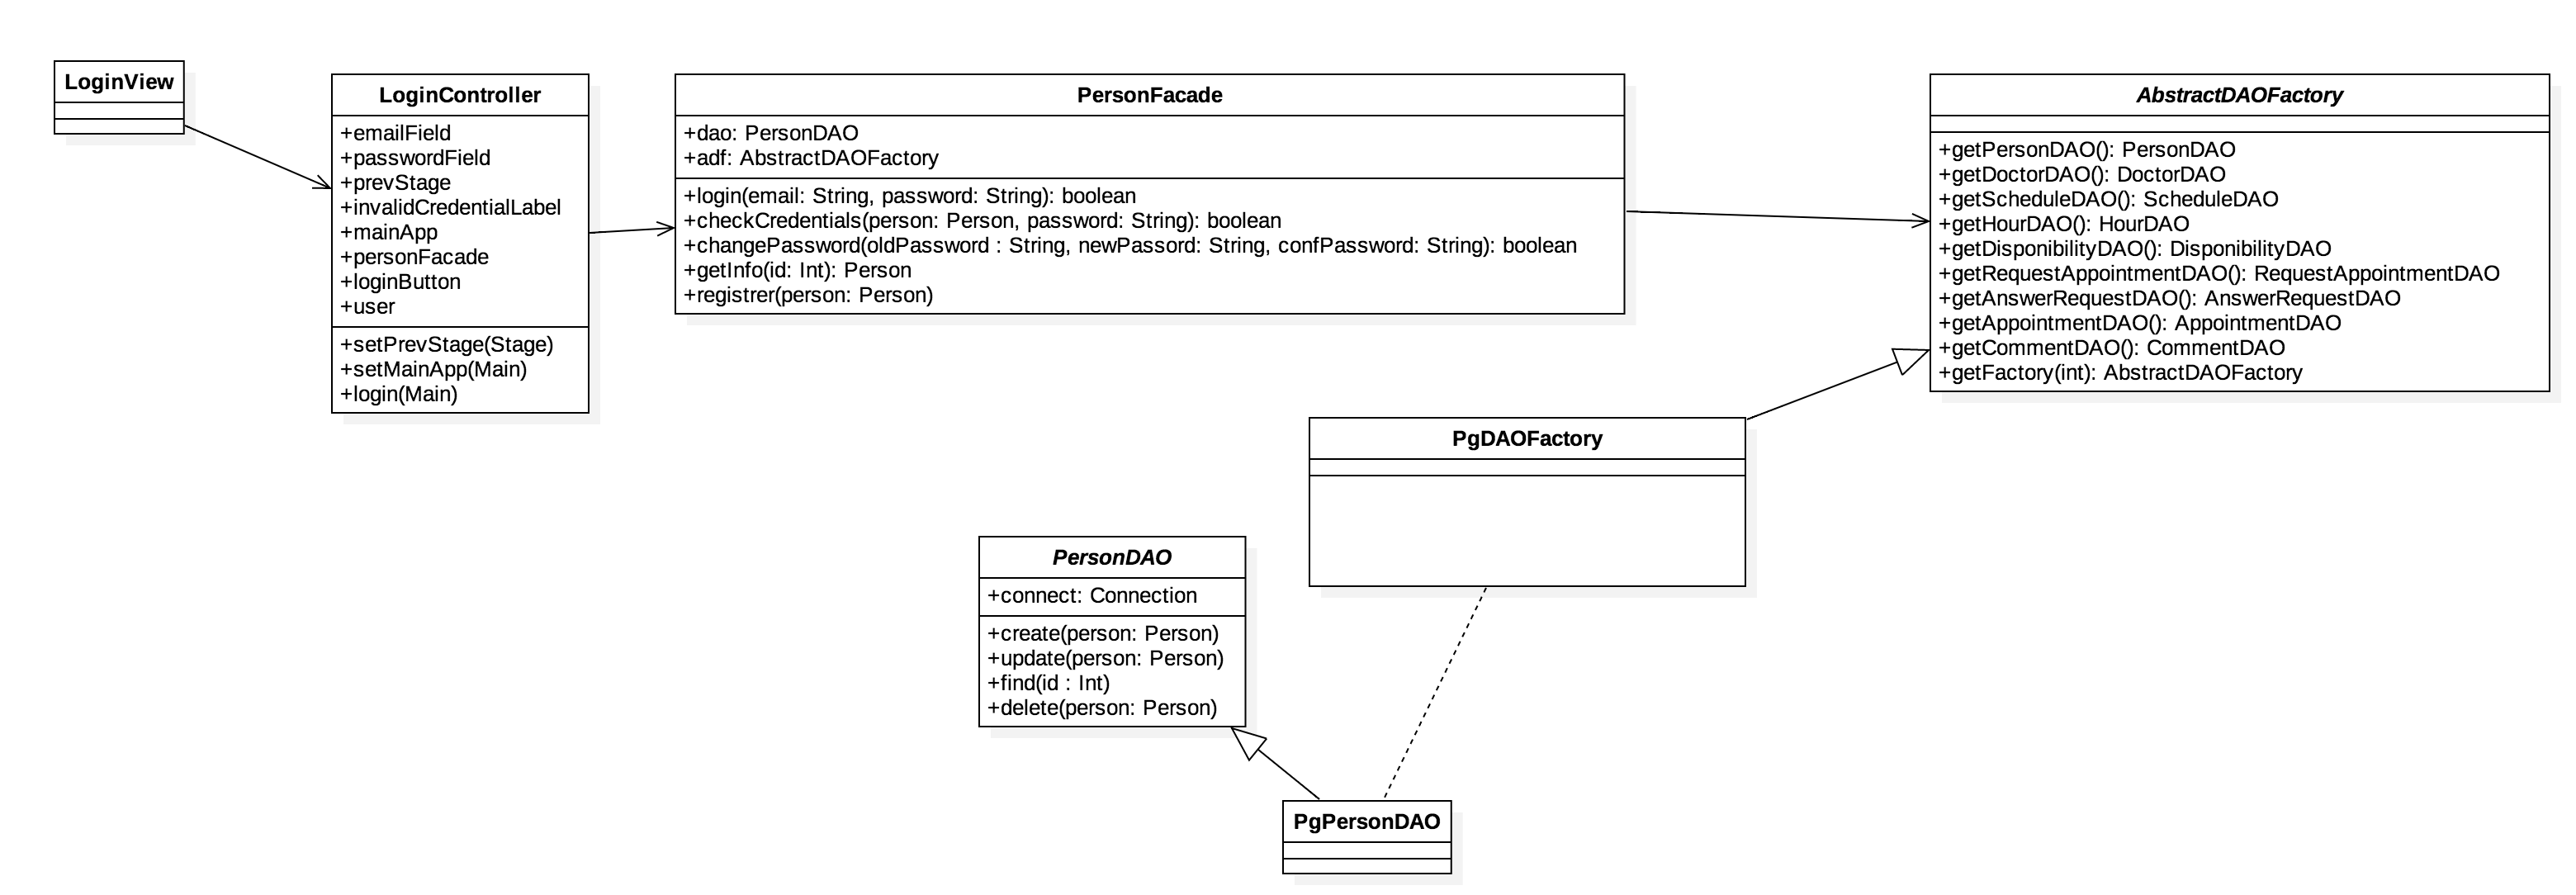 LoginView
LoginController
+emailField
+passwordField
+prevStage
+invalidCredentialLabel
+mainApp
+personFacade
+loginButton
+user
+setPrevStage(Stage)
+setMainApp(Main)
+login(Main)
PersonFacade
+dao: PersonDAO
+adf: AbstractDAOFactory
+login(email: String, password: String): boolean
+checkCredentials(person: Person, password: String): boolean
+changePassword(oldPassword : String, newPassord: String, confPassword: String): boolean
+getInfo(id: Int): Person
+registrer(person: Person)
AbstractDAOFactory
+getPersonDAO(): PersonDAO
+getDoctorDAO(): DoctorDAO
+getScheduleDAO(): ScheduleDAO
+getHourDAO(): HourDAO
+getDisponibilityDAO(): DisponibilityDAO
+getRequestAppointmentDAO(): RequestAppointmentDAO
+getAnswerRequestDAO(): AnswerRequestDAO
+getAppointmentDAO(): AppointmentDAO
+getCommentDAO(): CommentDAO
+getFactory(int): AbstractDAOFactory
PgDAOFactory
PersonDAO
+connect: Connection
+create(person: Person)
+update(person: Person)
+find(id : Int)
+delete(person: Person)
PgPersonDAO